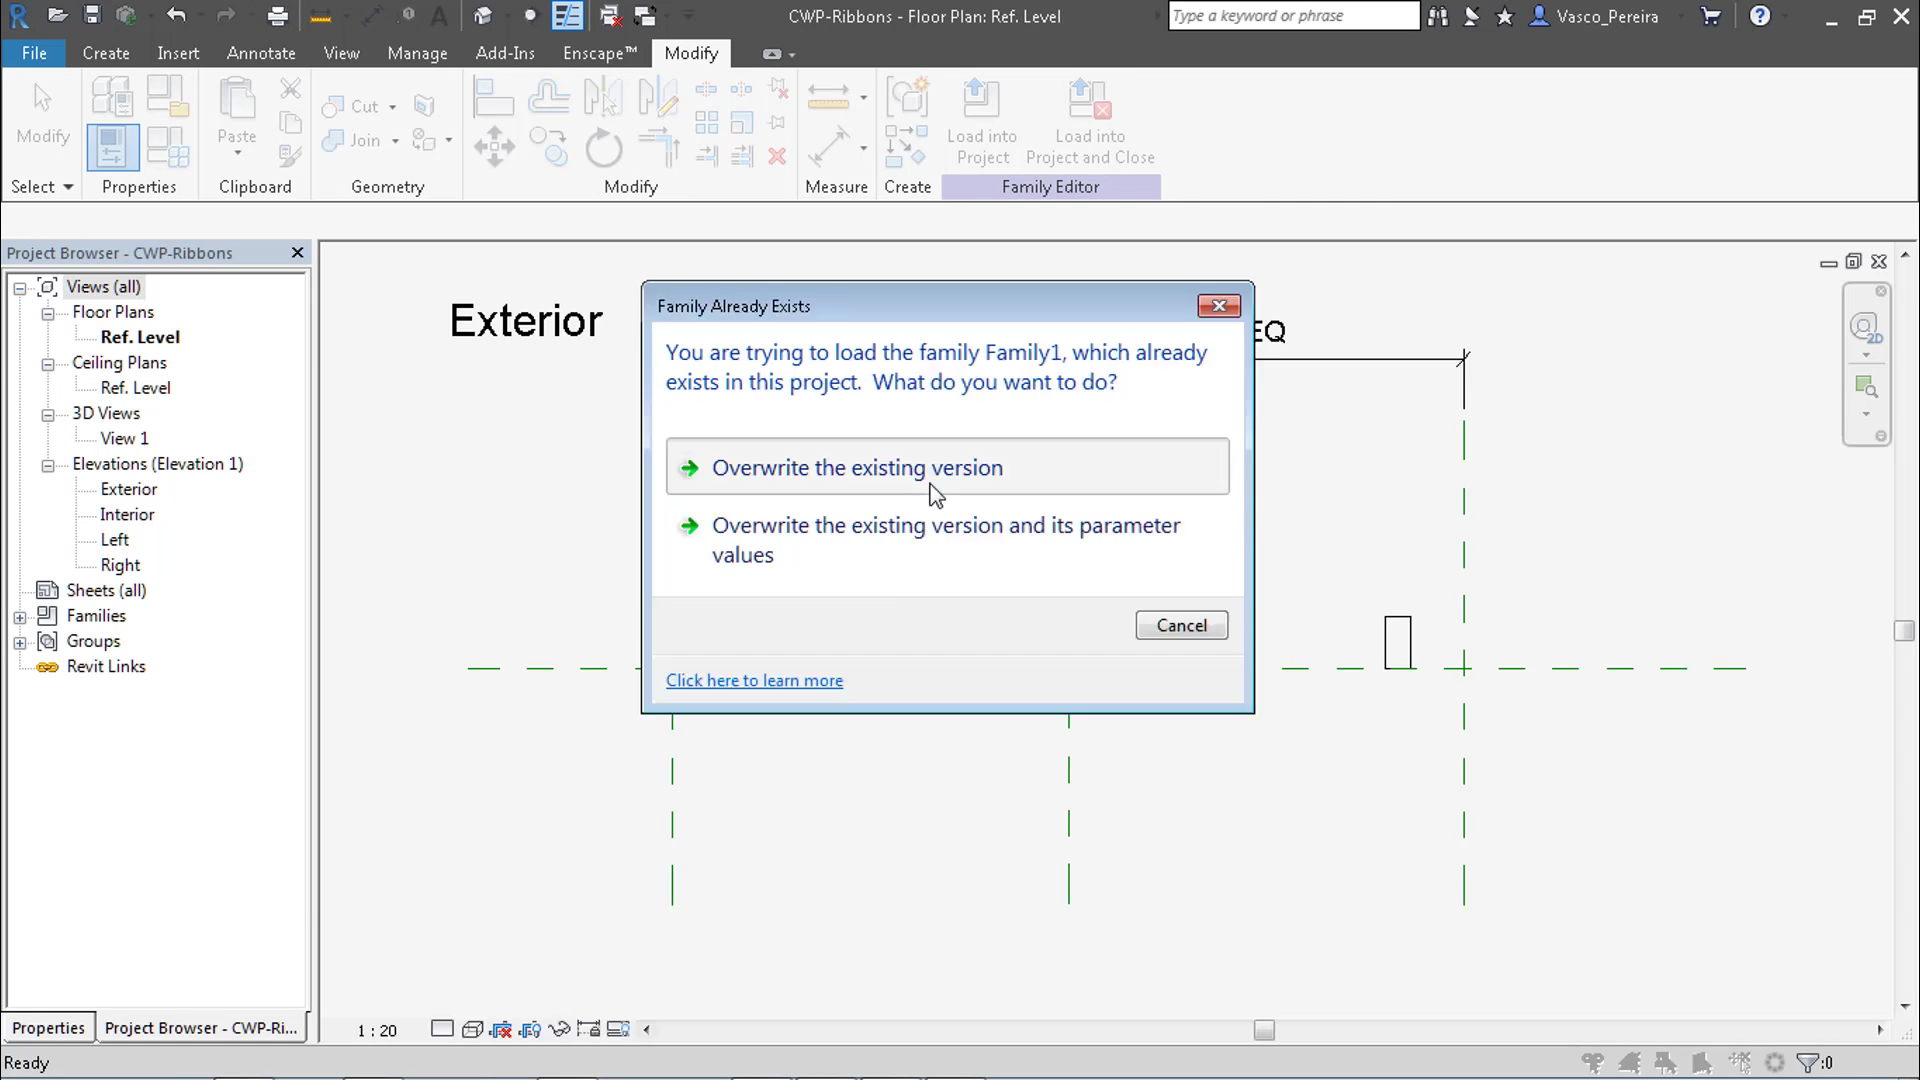 CWP-Ribbons - Floor Plan: Ref. Level
Type a keyword or phrase
Vasco_Pereira
File Create Insert Annotate View Manage Add-Ins Enscape™ Modify
Modify
Paste
Cut
Join
Load into
Project
Load into
Project and Close
Select Properties Clipboard Geometry Modify Measure Create Family Editor
Project Browser - CWP-Ribbons
Views (all)
Floor Plans
Ref. Level
Ceiling Plans
Ref. Level
3D Views
View 1
Elevations (Elevation 1)
Exterior
Interior
Left
Right
Sheets (all)
Families
Groups
Revit Links
Exterior
EQ
2D
Family Already Exists
You are trying to load the family Family1, which already
exists in this project. What do you want to do?
Overwrite the existing version
Overwrite the existing version and its parameter
values
Cancel
Click here to learn more
Properties Project Browser - CWP-Ri...
1 : 20
Ready
:0